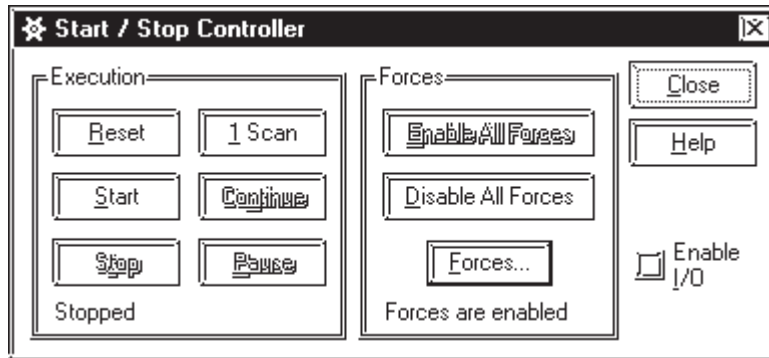 Start / Stop Controller
Execution
Reset
1 Scan
Start
Continue
Stop
Pause
Stopped
Forces
Enable All Forces
Disable All Forces
Forces...
Forces are enabled
Close
Help
Enable
I/O